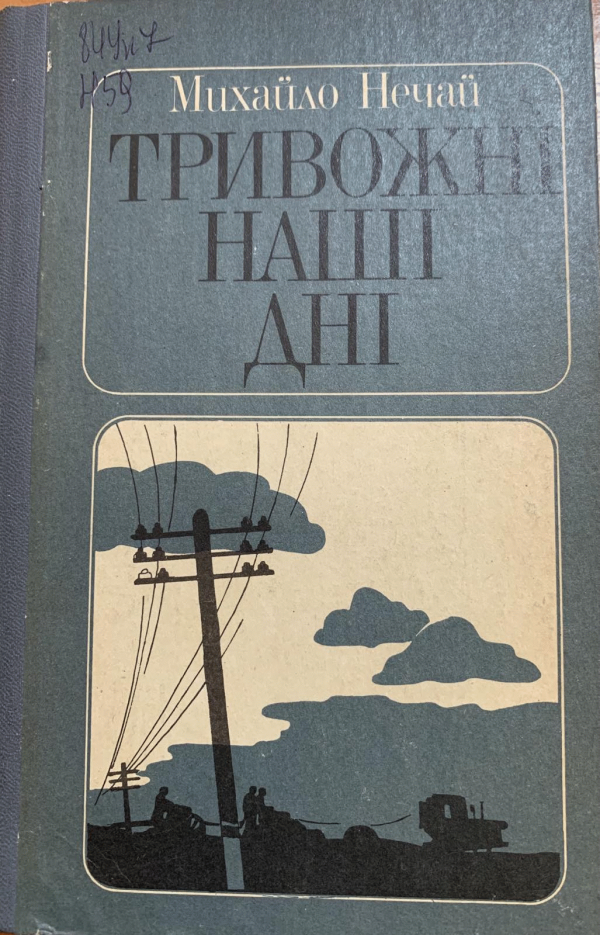 84Ук7
Н59
Михайло Нечай
ТРИВОЖНІ
НАШІ
ДНІ